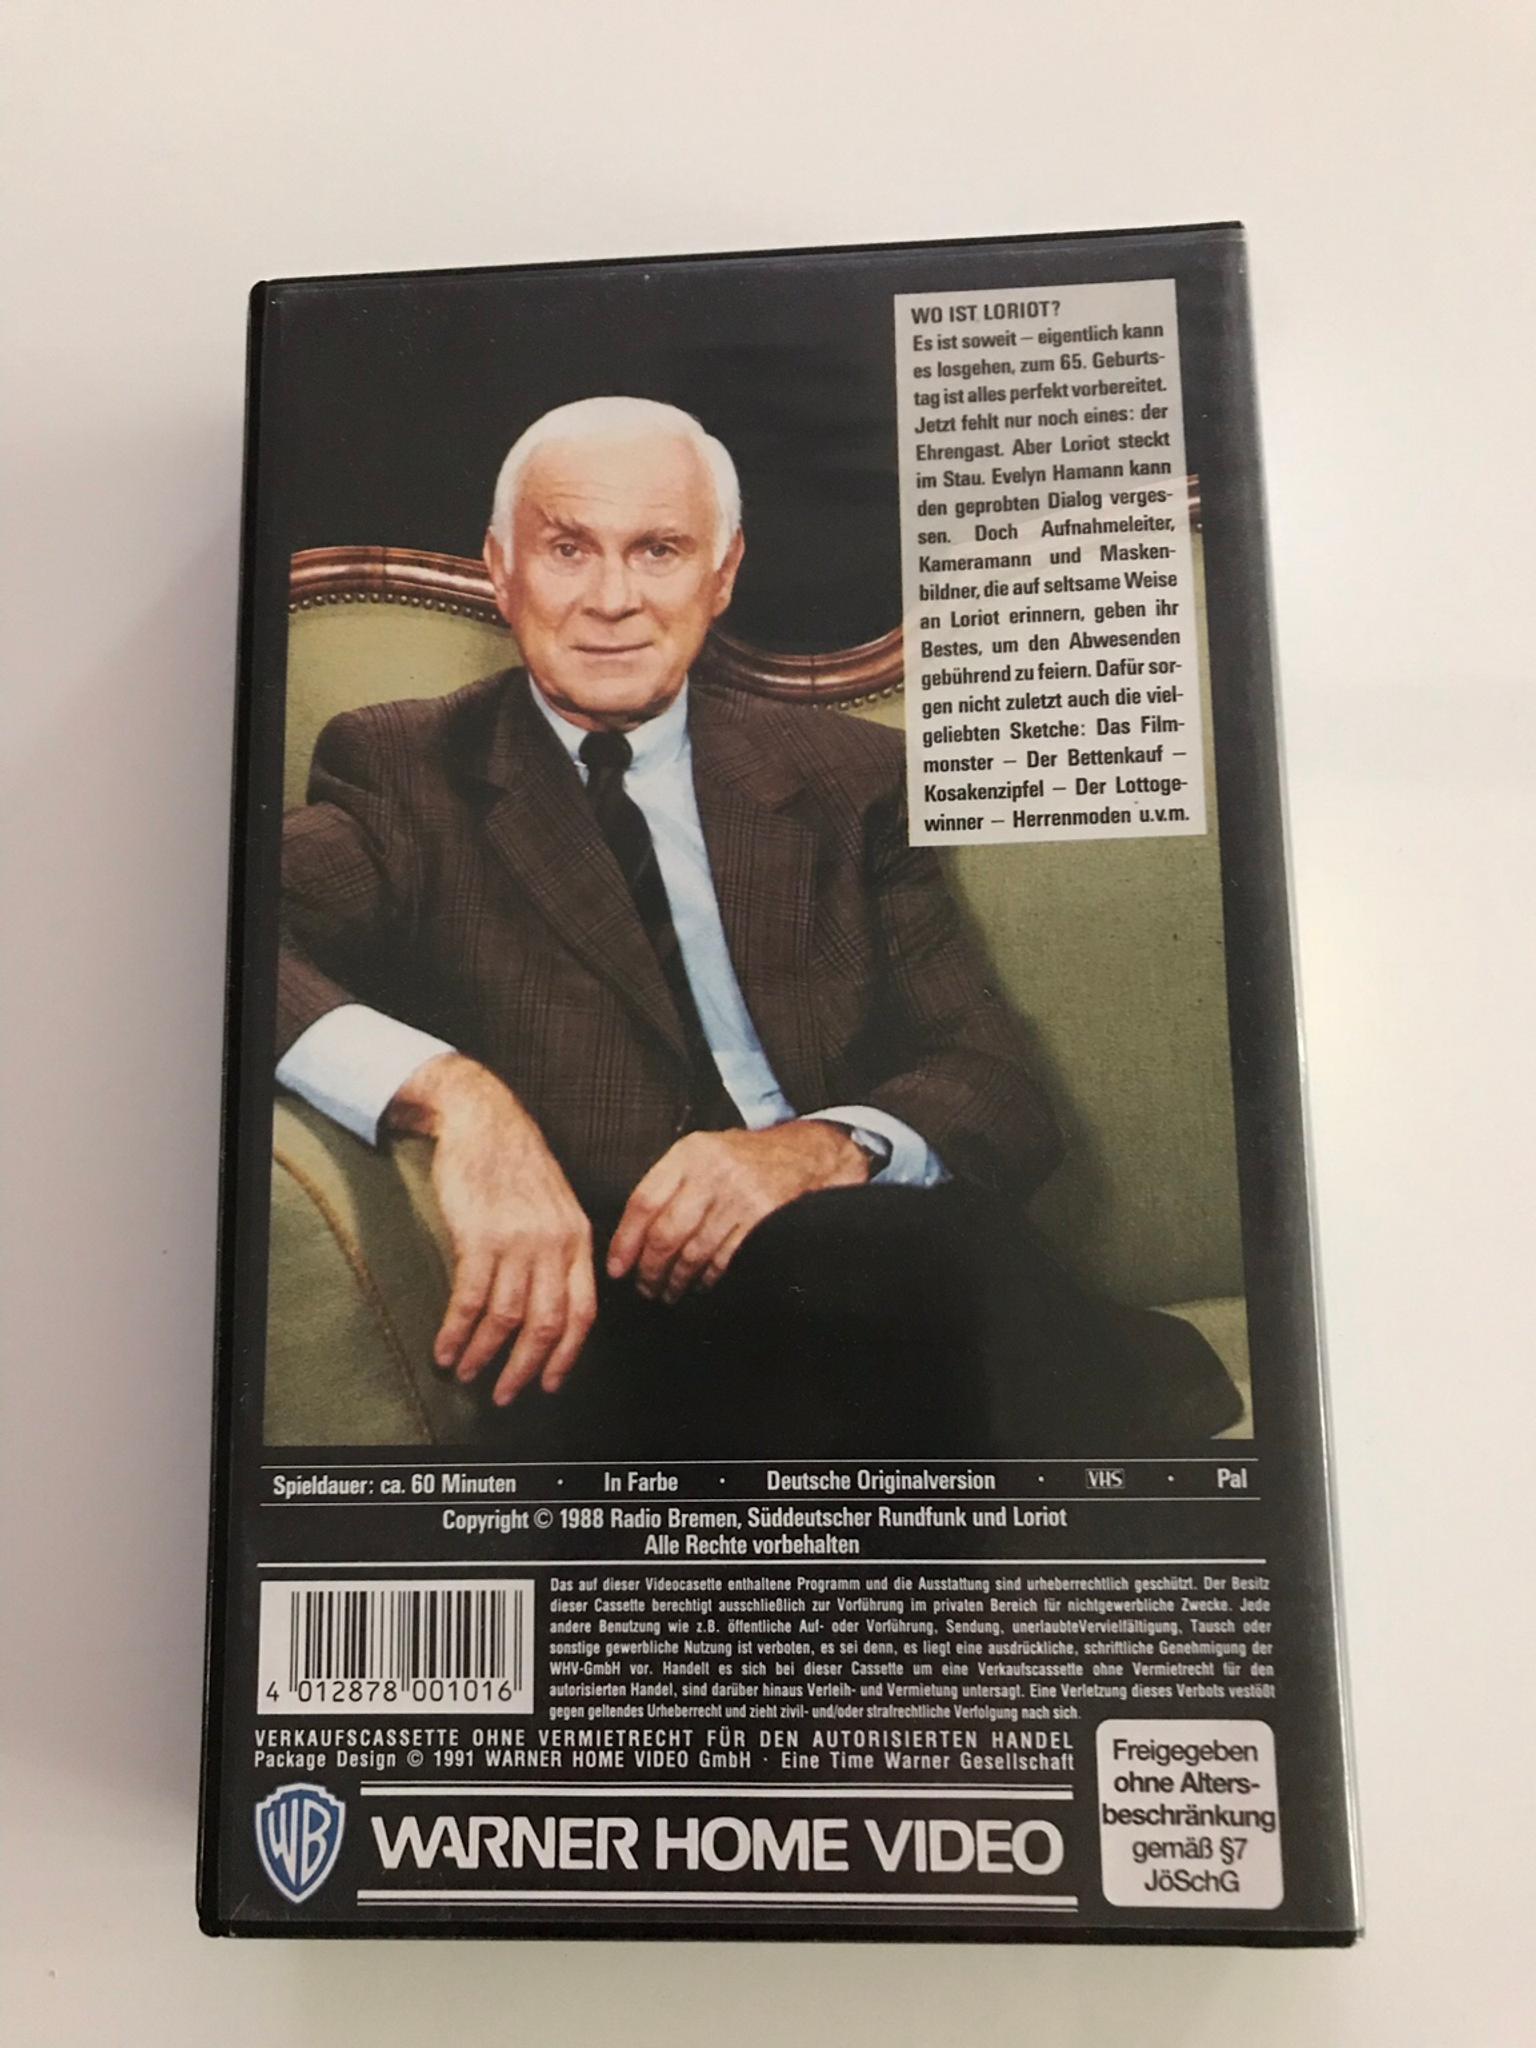 WO IST LORIOT?
Es ist soweit – eigentlich kann
es losgehen, zum 65. Geburts-
tag ist alles perfekt vorbereitet.
Jetzt fehlt nur noch eines: der
Ehrengast. Aber Loriot steckt
im Stau. Evelyn Hamann kann
den geprobten Dialog verges-
sen. Doch Aufnahmeleiter,
Kameramann und Masken-
bildner, die auf seltsame Weise
an Loriot erinnern, geben ihr
Bestes, um den Abwesenden
gebührend zu feiern. Dafür sor-
gen nicht zuletzt auch die viel-
geliebten Sketche: Das Film-
monster – Der Bettenkauf –
Kosakenzipfel – Der Lottoge-
winner – Herrenmoden u.v.m.
Spieldauer: ca. 60 Minuten · In Farbe · Deutsche Originalversion · VHS · Pal
Copyright © 1988 Radio Bremen, Süddeutscher Rundfunk und Loriot
Alle Rechte vorbehalten
Das auf dieser Videocasette enthaltene Programm und die Ausstattung sind urheberrechtlich geschützt. Der Besitz
dieser Cassette berechtigt ausschließlich zur Vorführung im privaten Bereich für nichtgewerbliche Zwecke. Jede
andere Benutzung wie z.B. öffentliche Auf- oder Vorführung, Sendung, unerlaubteVervielfältigung, Tausch oder
sonstige gewerbliche Nutzung ist verboten, es sei denn, es liegt eine ausdrückliche, schriftliche Genehmigung der
WHV-GmbH vor. Handelt es sich bei dieser Cassette um eine Verkaufscassette ohne Vermietrecht für den
autorisierten Handel, sind darüber hinaus Verleih- und Vermietung untersagt. Eine Verletzung dieses Verbots vestößt
gegen geltendes Urheberrecht und zieht zivil- und/oder strafrechtliche Verfolgung nach sich.
4 012878 001016
VERKAUFSCASSETTE OHNE VERMIETRECHT FÜR DEN AUTORISIERTEN HANDEL
Package Design © 1991 WARNER HOME VIDEO GmbH · Eine Time Warner Gesellschaft
WB
WARNER HOME VIDEO
Freigegeben
ohne Alters-
beschränkung
gemäß §7
JöSchG